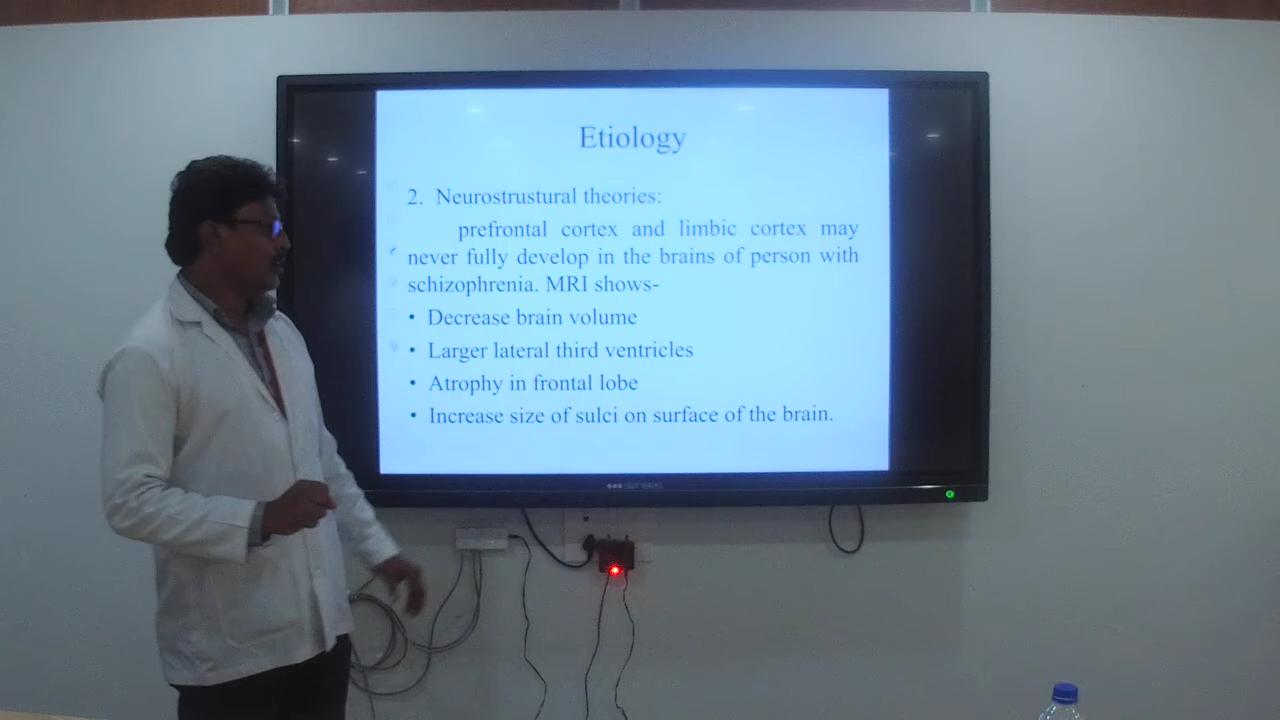 Etiology
2. Neurostrustural theories:
prefrontal cortex and limbic cortex may
never fully develop in the brains of person with
schizophrenia. MRI shows-
• Decrease brain volume
• Larger lateral third ventricles
• Atrophy in frontal lobe
• Increase size of sulci on surface of the brain.